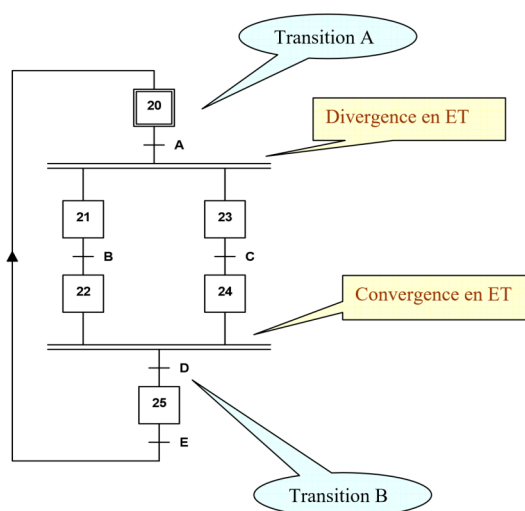 Transition A
20
A
Divergence en ET
21
23
B
C
22
24
Convergence en ET
D
25
E
Transition B